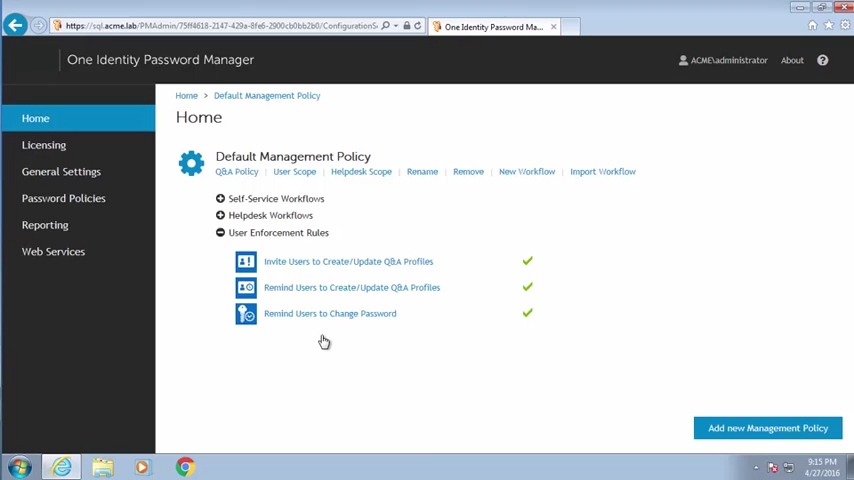 https://sql.acme.lab/PMAdmin/75ff4618-2147-429a-8fe6-2900cb0bb2b0/ConfigurationSe
One Identity Password Ma...
One Identity Password Manager
ACME\administrator
About
Home
Licensing
General Settings
Password Policies
Reporting
Web Services
Home > Default Management Policy
Home
Default Management Policy
Q&A Policy | User Scope | Helpdesk Scope | Rename | Remove | New Workflow | Import Workflow
Self-Service Workflows
Helpdesk Workflows
User Enforcement Rules
Invite Users to Create/Update Q&A Profiles
Remind Users to Create/Update Q&A Profiles
Remind Users to Change Password
Add new Management Policy
9:15 PM
4/27/2016